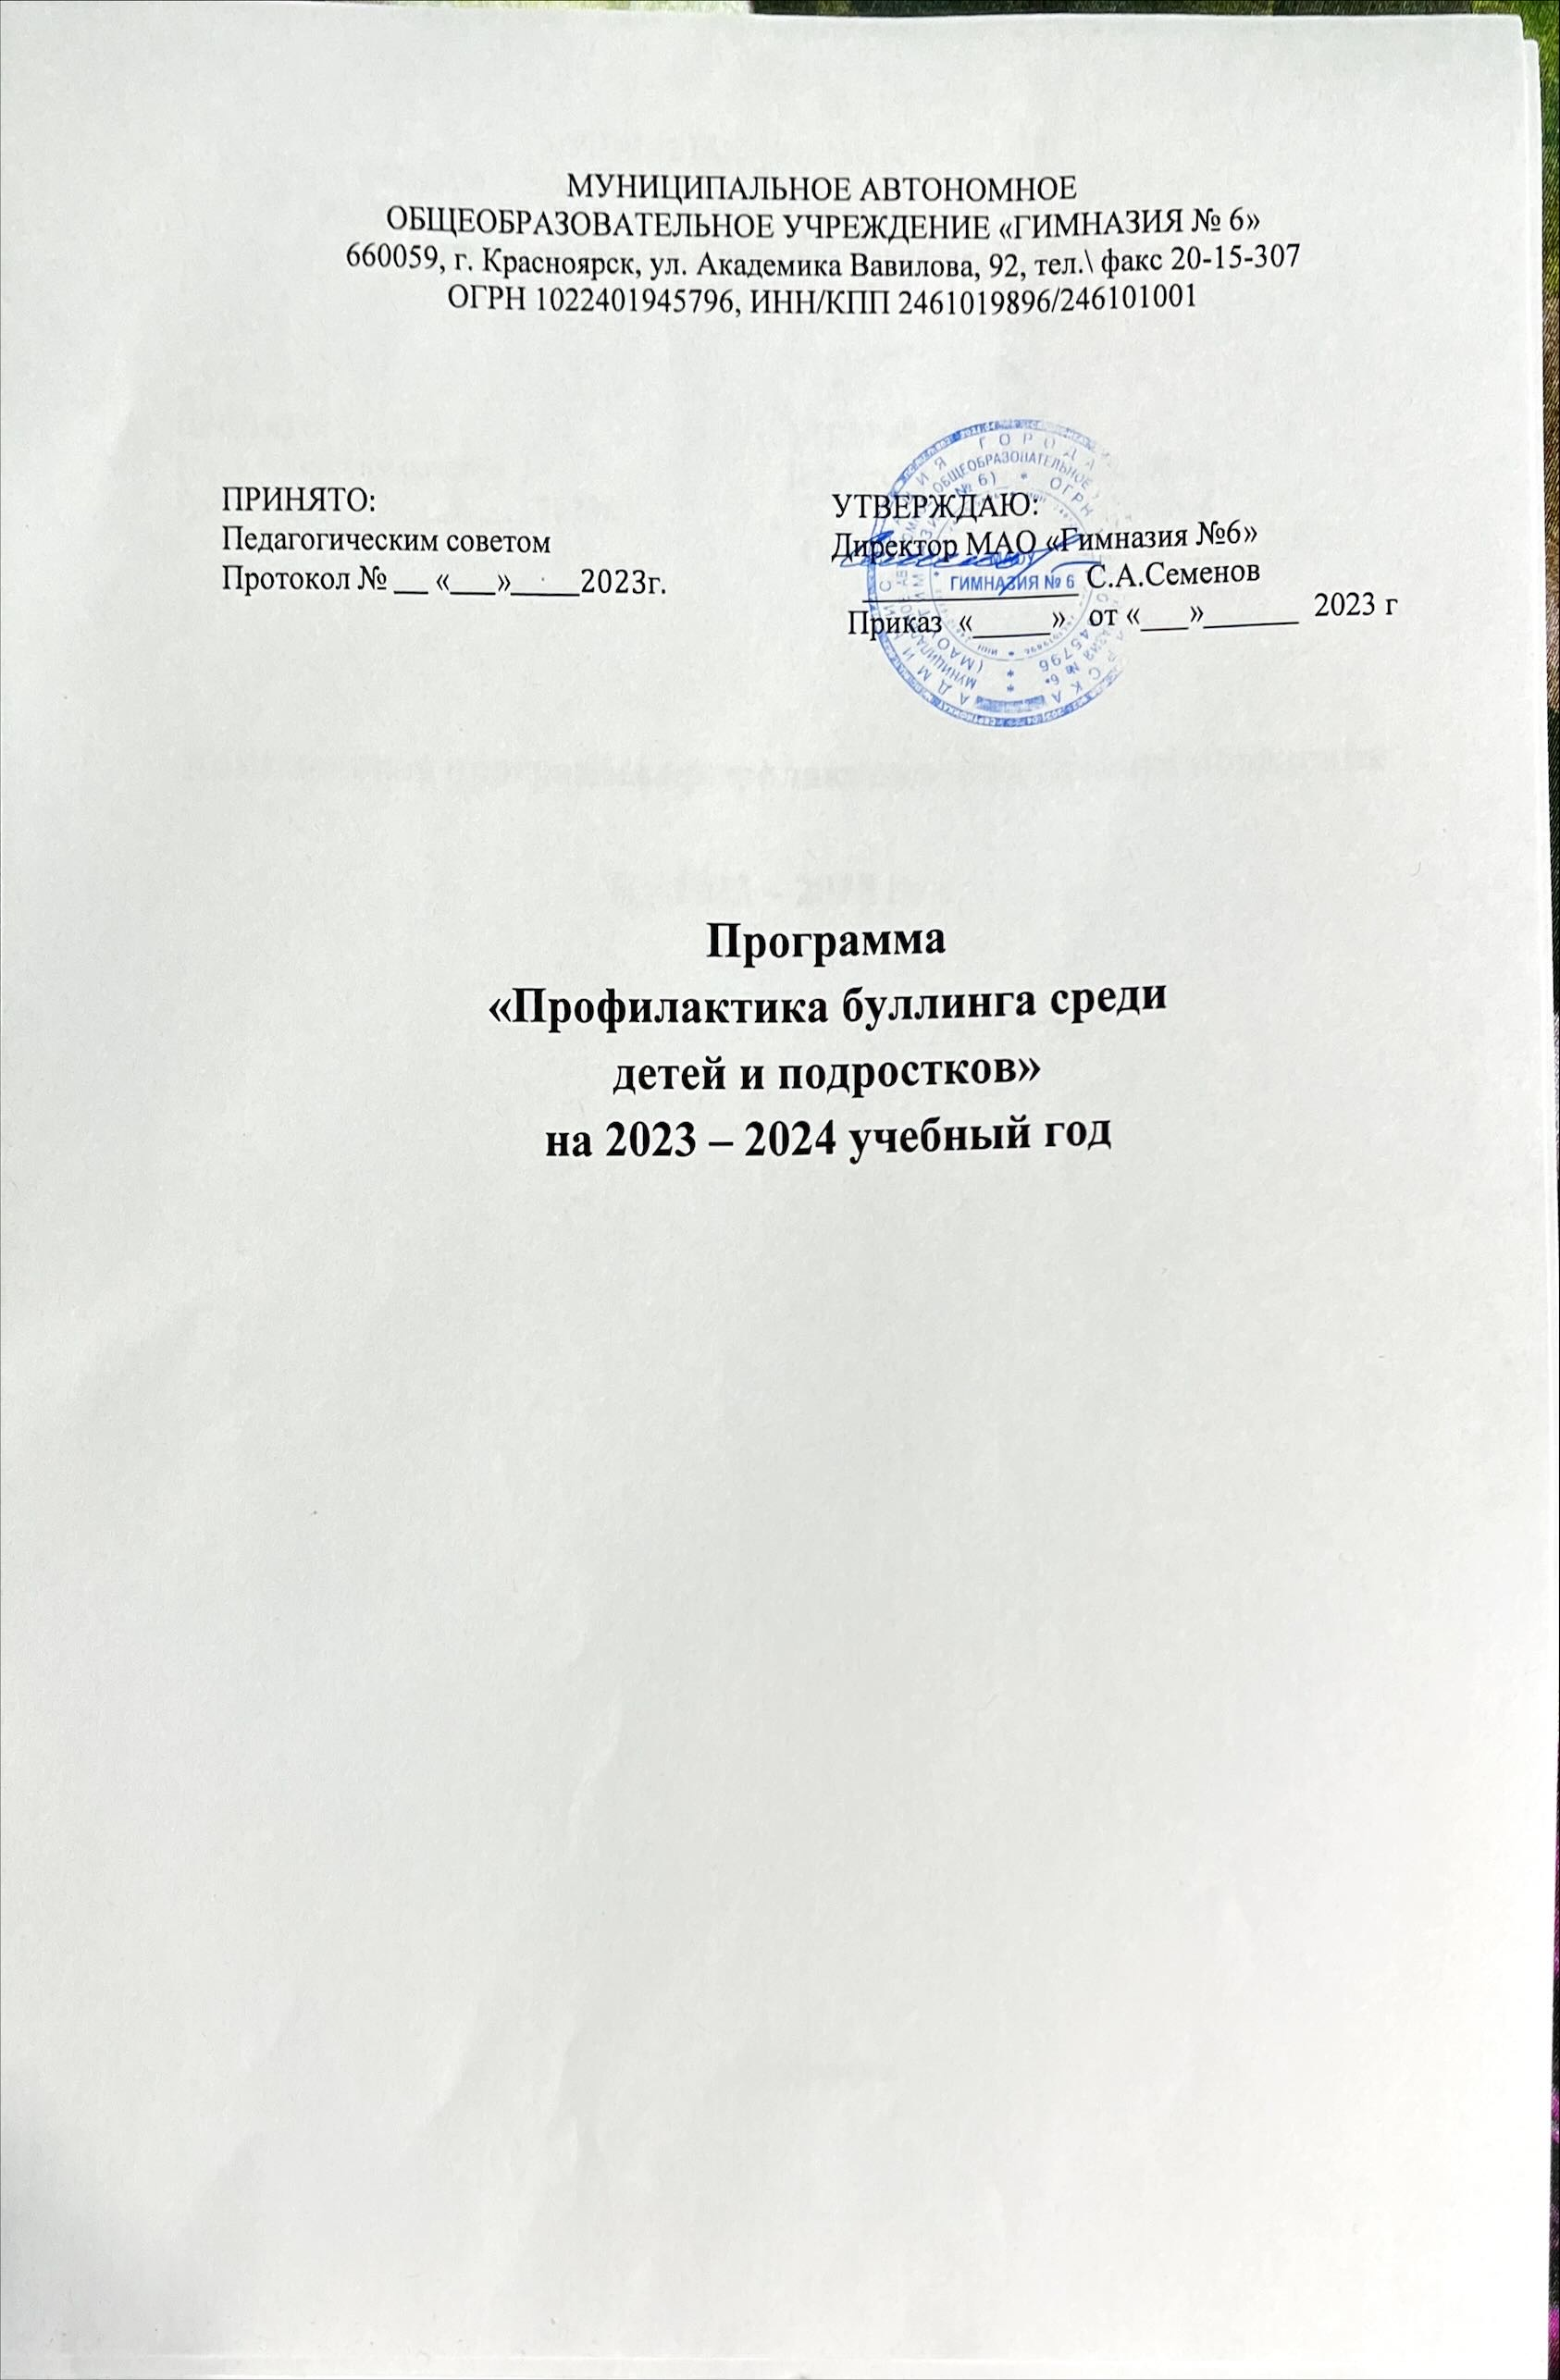 МУНИЦИПАЛЬНОЕ АВТОНОМНОЕ
ОБЩЕОБРАЗОВАТЕЛЬНОЕ УЧРЕЖДЕНИЕ «ГИМНАЗИЯ № 6»
660059, г. Красноярск, ул. Академика Вавилова, 92, тел.\ факс 20-15-307
ОГРН 1022401945796, ИНН/КПП 2461019896/246101001
ПРИНЯТО:
Педагогическим советом
Протокол № __ «___»_____2023г.
УТВЕРЖДАЮ:
Директор МАО «Гимназия №6»
______________ С.А.Семенов
Приказ «_____» от «___»______ 2023 г
ГИМНАЗИЯ № 6
Программа
«Профилактика буллинга среди
детей и подростков»
на 2023 – 2024 учебный год